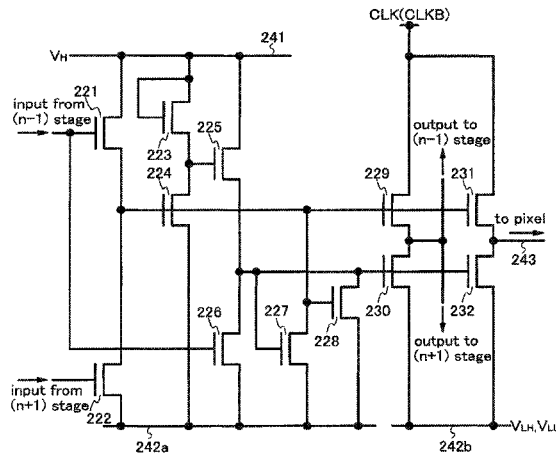 CLK(CLKB)
VH
241
221
input from
(n-1) stage
223
225
224
output to
(n-1) stage
229
231
to pixel
243
226
227
228
230
232
output to
(n+1) stage
input from
(n+1) stage
222
242a
242b
VLH,VLL